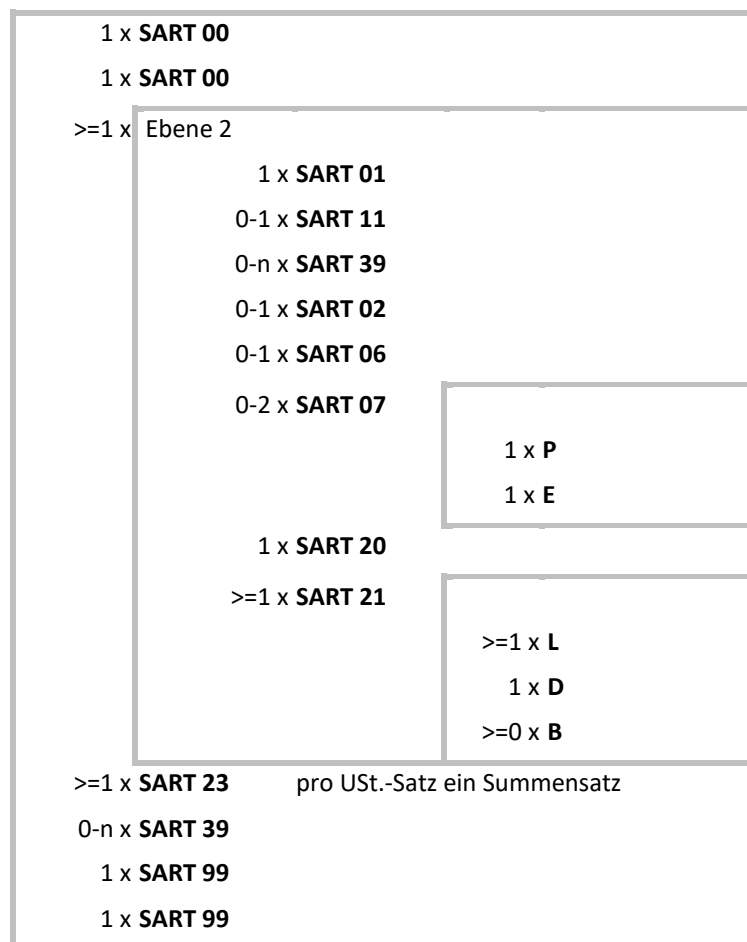 1 x SART 00
1 x SART 00
>=1 x Ebene 2
1 x SART 01
0-1 x SART 11
0-n x SART 39
0-1 x SART 02
0-1 x SART 06
0-2 x SART 07
1 x P
1 x E
1 x SART 20
>=1 x SART 21
>=1 x L
1 x D
>=0 x B
>=1 x SART 23 pro USt.-Satz ein Summensatz
0-n x SART 39
1 x SART 99
1 x SART 99